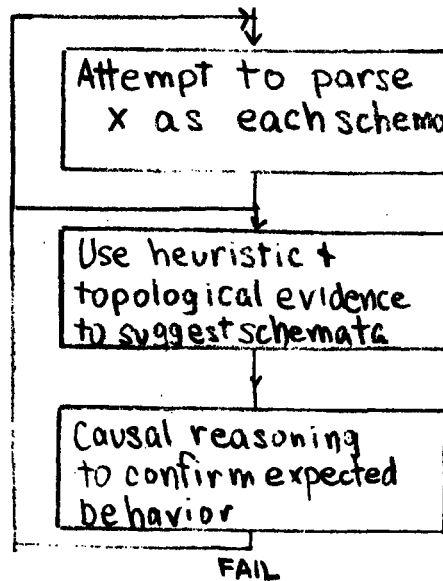 Attempt to parse
x as each schema
Use heuristic +
topological evidence
to suggest schemata
Causal reasoning
to confirm expected
behavior
FAIL